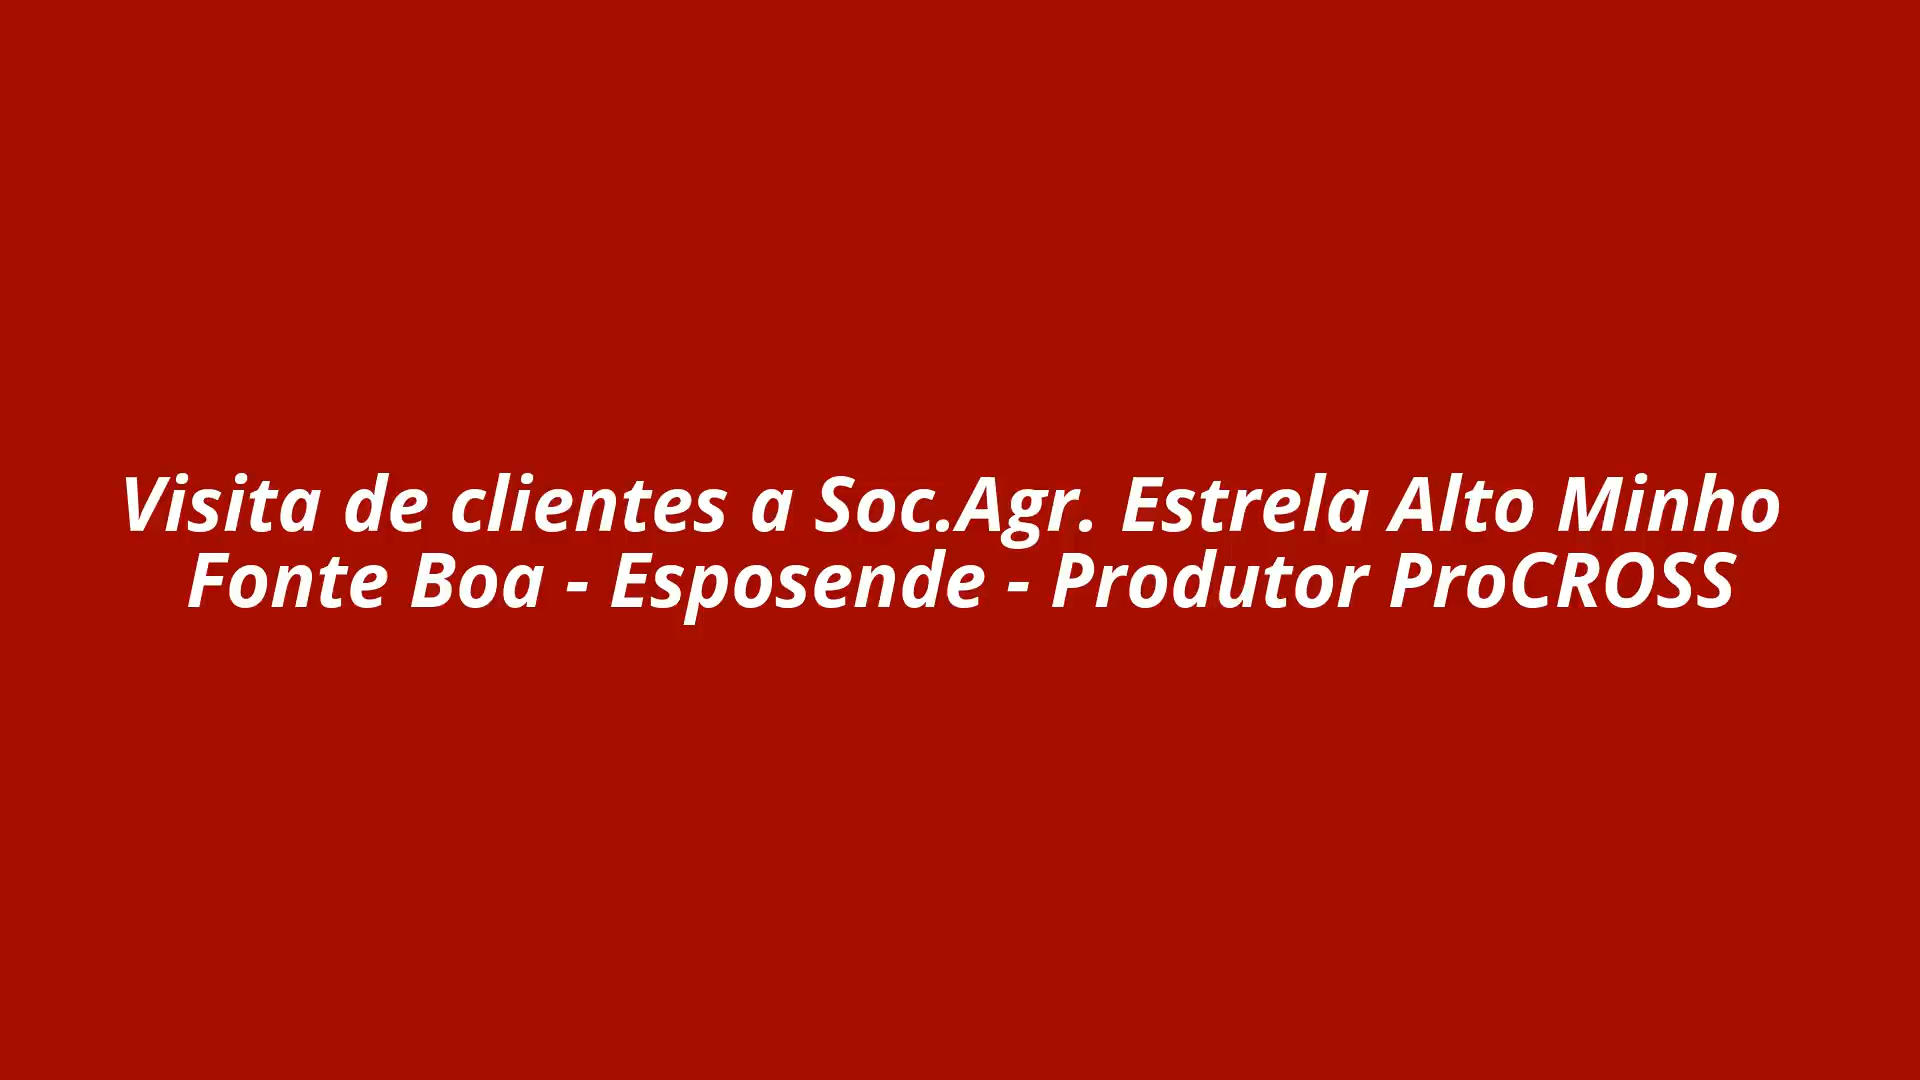 Visita de clientes a Soc.Agr. Estrela Alto Minho
Fonte Boa - Esposende - Produtor ProCROSS